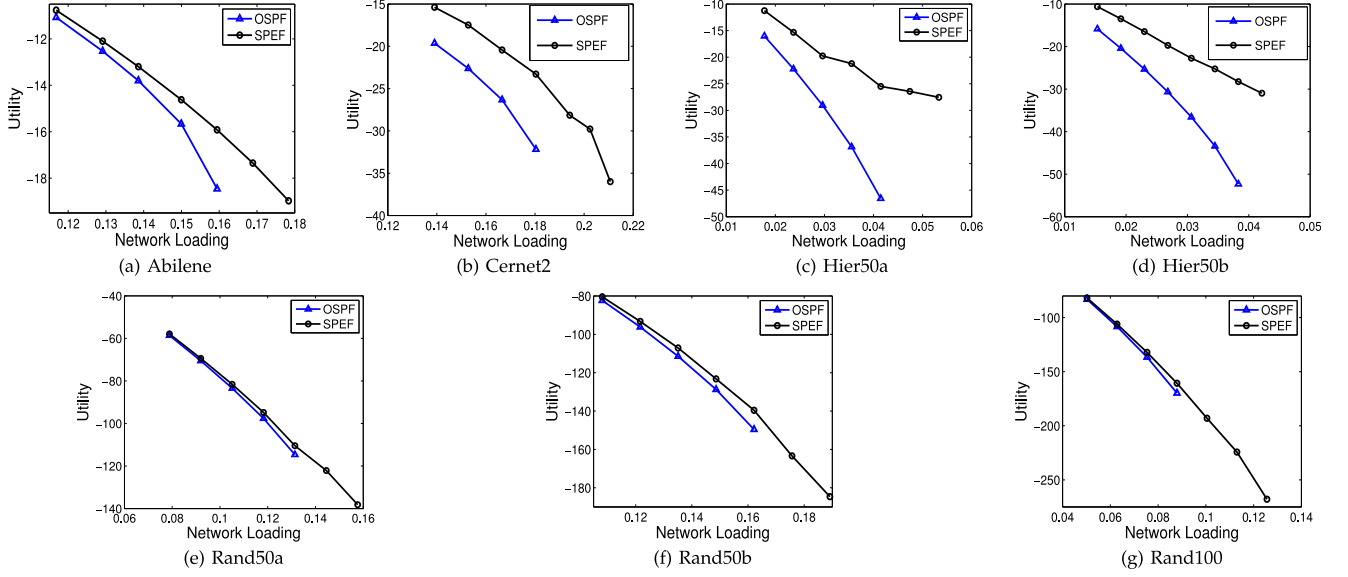 OSPF
SPEF
Utility
−12
−14
−16
−18
0.12 0.13 0.14 0.15 0.16 0.17 0.18
Network Loading
(a) Abilene
OSPF
SPEF
Utility
−15
−20
−25
−30
−35
−40
0.12 0.14 0.16 0.18 0.2 0.22
Network Loading
(b) Cernet2
OSPF
SPEF
Utility
−5
−10
−15
−20
−25
−30
−35
−40
−45
−50
0.01 0.02 0.03 0.04 0.05 0.06
Network Loading
(c) Hier50a
OSPF
SPEF
Utility
−10
−20
−30
−40
−50
−60
0.01 0.02 0.03 0.04 0.05
Network Loading
(d) Hier50b
OSPF
SPEF
Utility
−40
−60
−80
−100
−120
−140
0.06 0.08 0.1 0.12 0.14 0.16
Network Loading
(e) Rand50a
OSPF
SPEF
Utility
−80
−100
−120
−140
−160
−180
0.12 0.14 0.16 0.18
Network Loading
(f) Rand50b
OSPF
SPEF
Utility
−100
−150
−200
−250
0.04 0.06 0.08 0.1 0.12 0.14
Network Loading
(g) Rand100